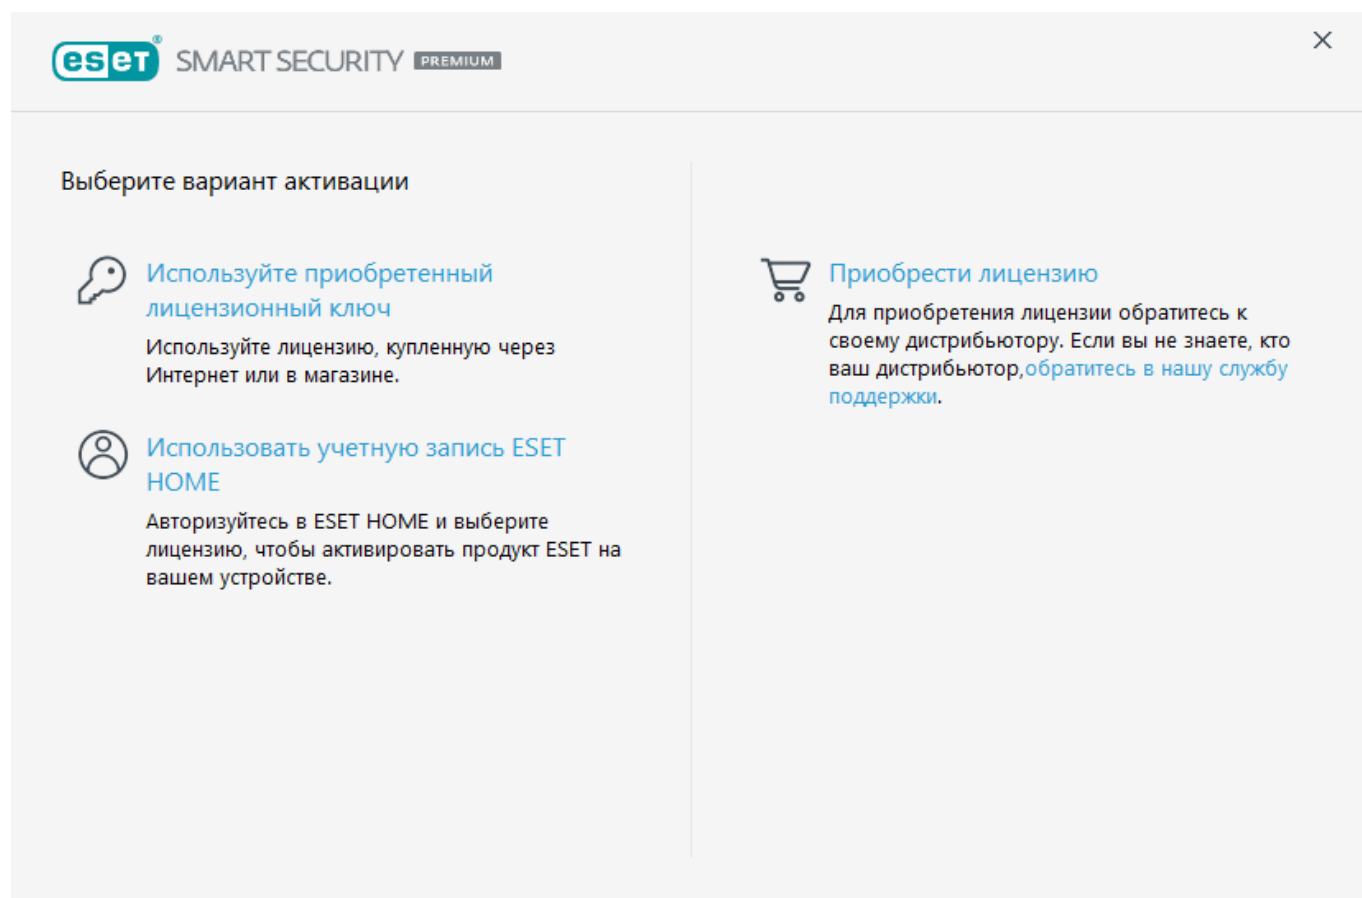 eset® SMART SECURITY PREMIUM
Выберите вариант активации
Используйте приобретенный
лицензионный ключ
Используйте лицензию, купленную через
Интернет или в магазине.
Использовать учетную запись ESET
HOME
Авторизуйтесь в ESET HOME и выберите
лицензию, чтобы активировать продукт ESET на
вашем устройстве.
Приобрести лицензию
Для приобретения лицензии обратитесь к
своему дистрибьютору. Если вы не знаете, кто
ваш дистрибьютор,обратитесь в нашу службу
поддержки.